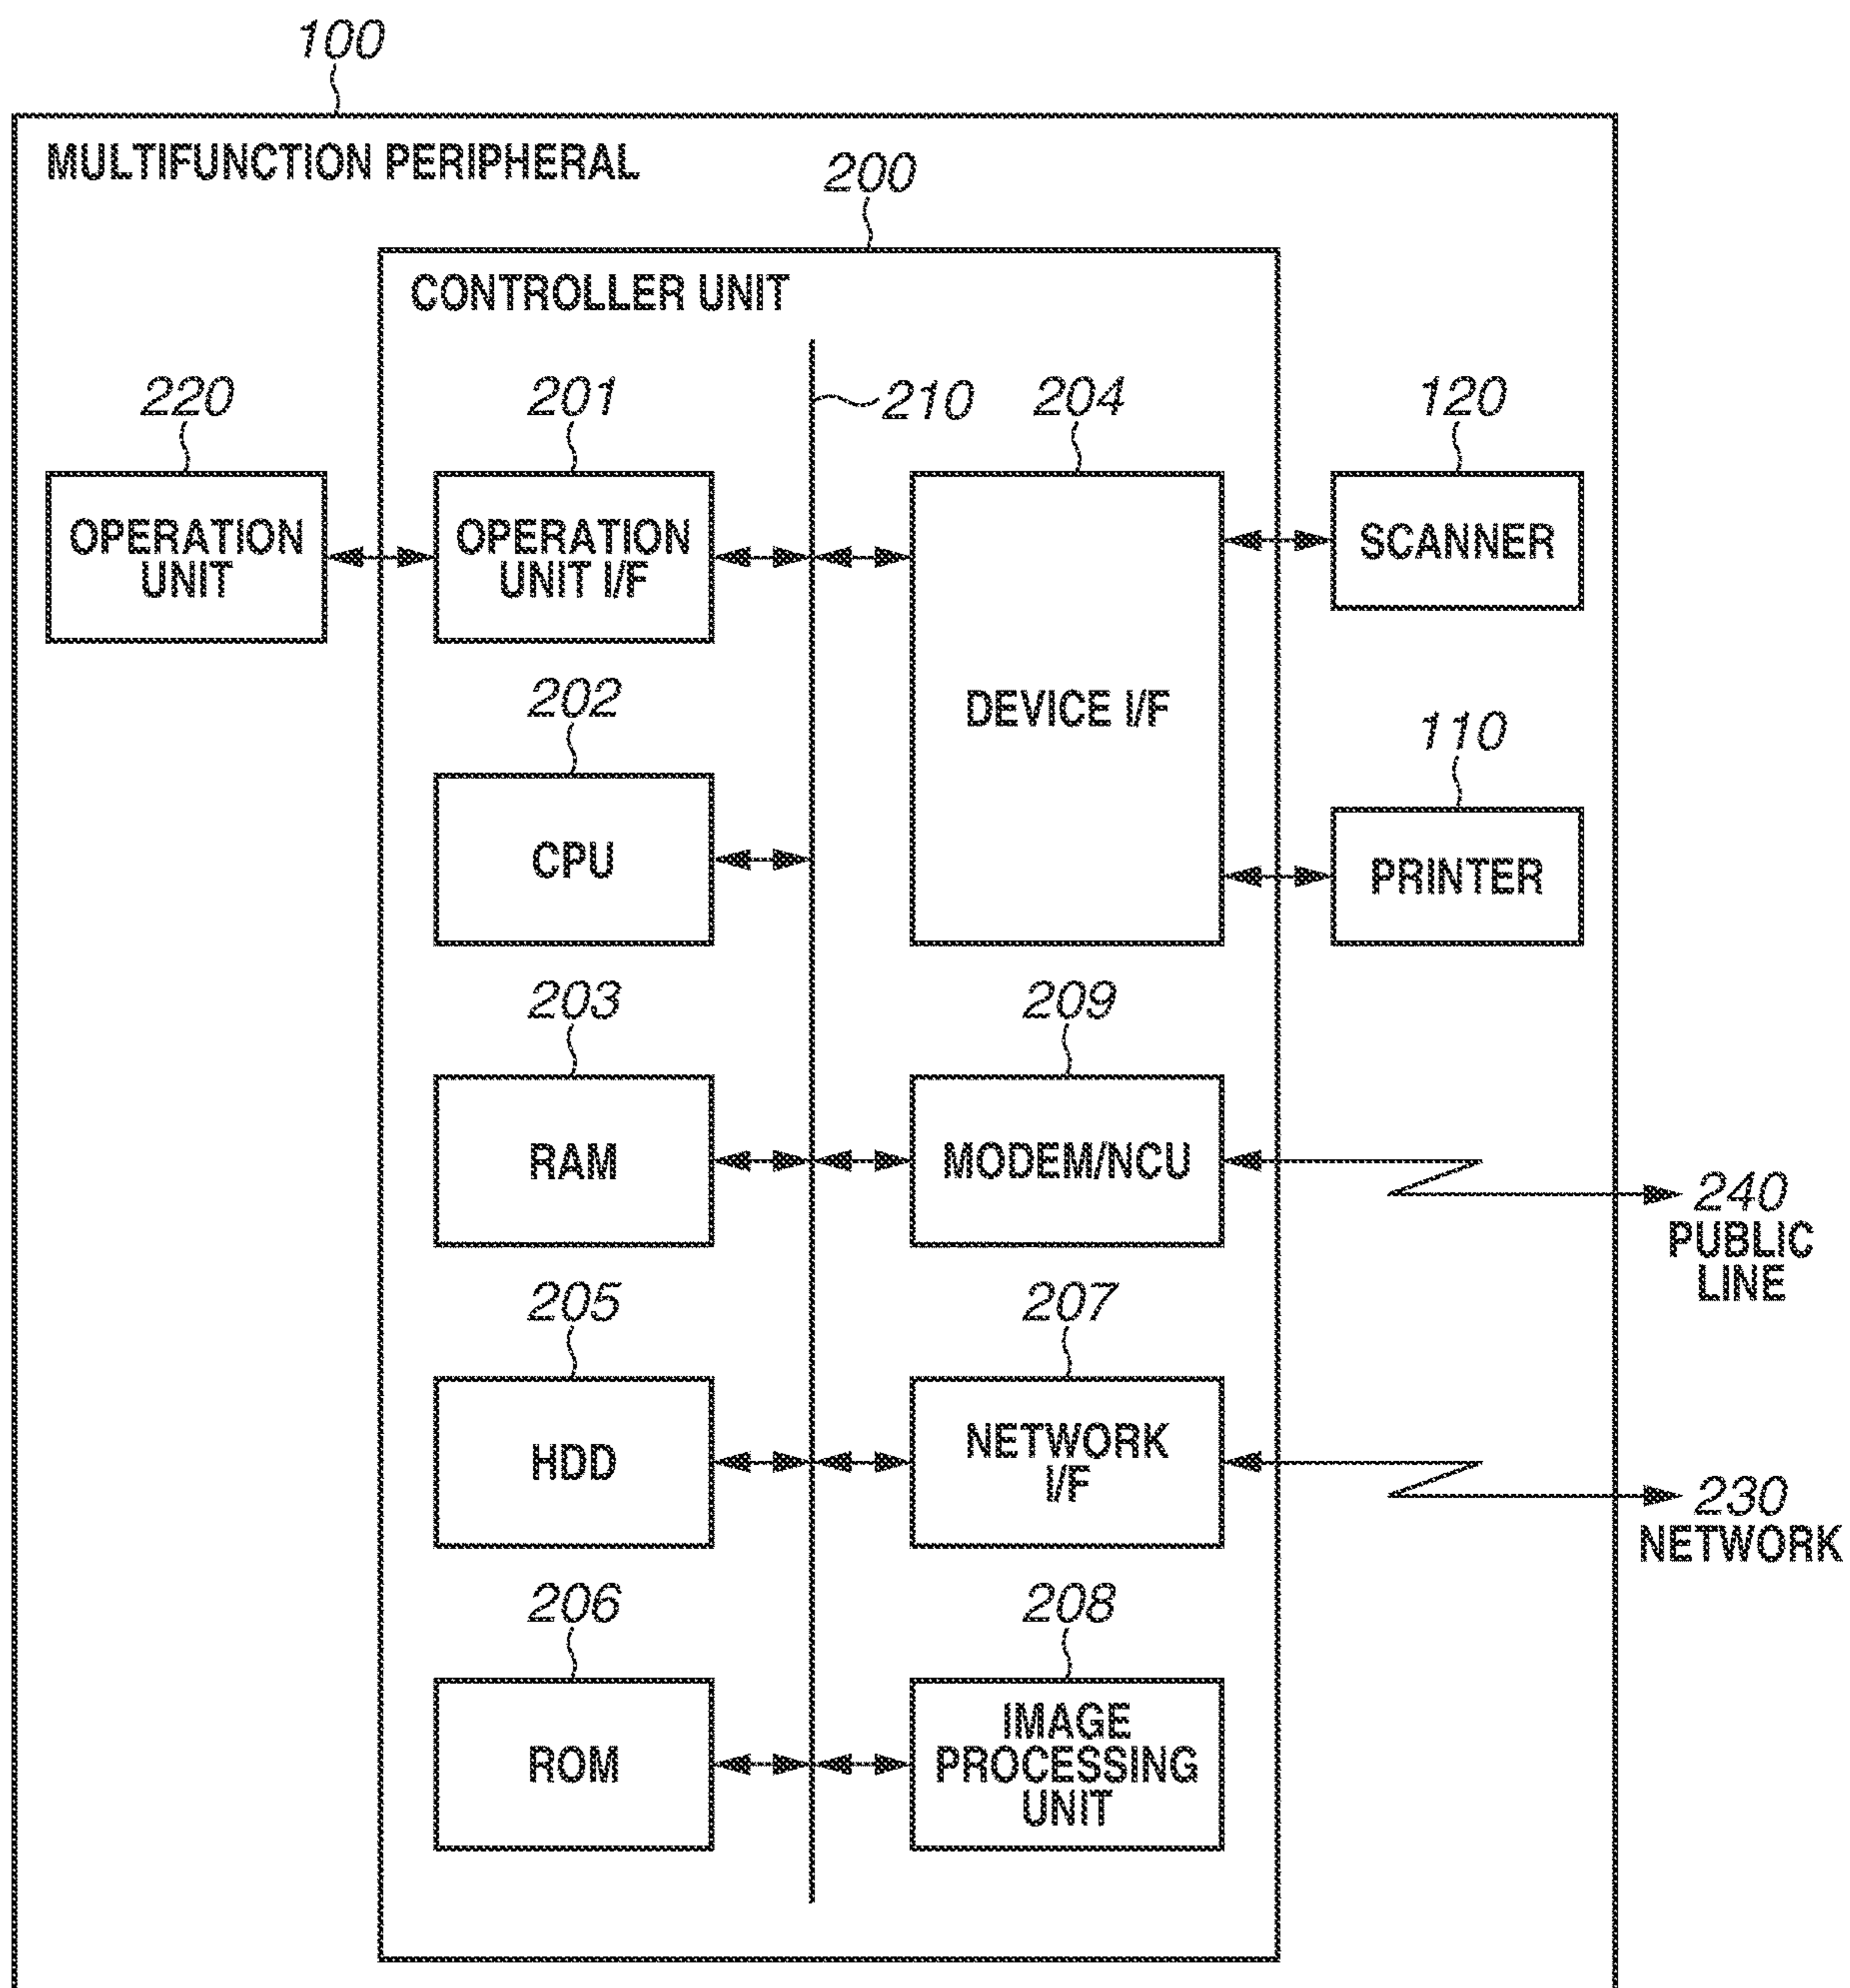 100
MULTIFUNCTION PERIPHERAL
200
CONTROLLER UNIT
220
201
210
204
120
OPERATION
UNIT
OPERATION
UNIT I/F
DEVICE I/F
SCANNER
202
CPU
110
PRINTER
203
RAM
209
MODEM/NCU
240
PUBLIC
LINE
205
HDD
207
NETWORK
I/F
230
NETWORK
206
ROM
208
IMAGE
PROCESSING
UNIT